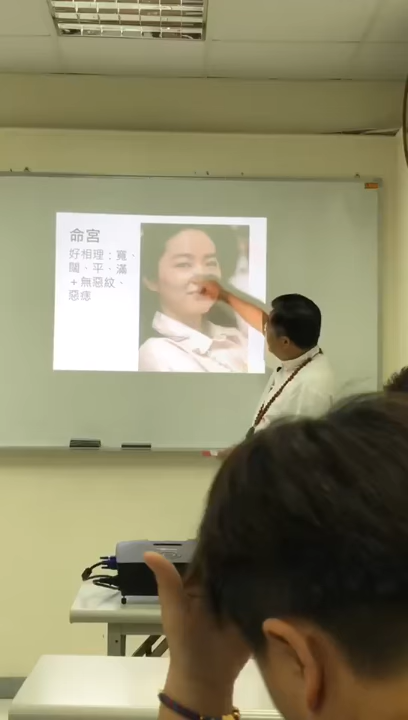 命宮
好相理：寬、
闊、平、滿
＋無惡紋、
惡痣